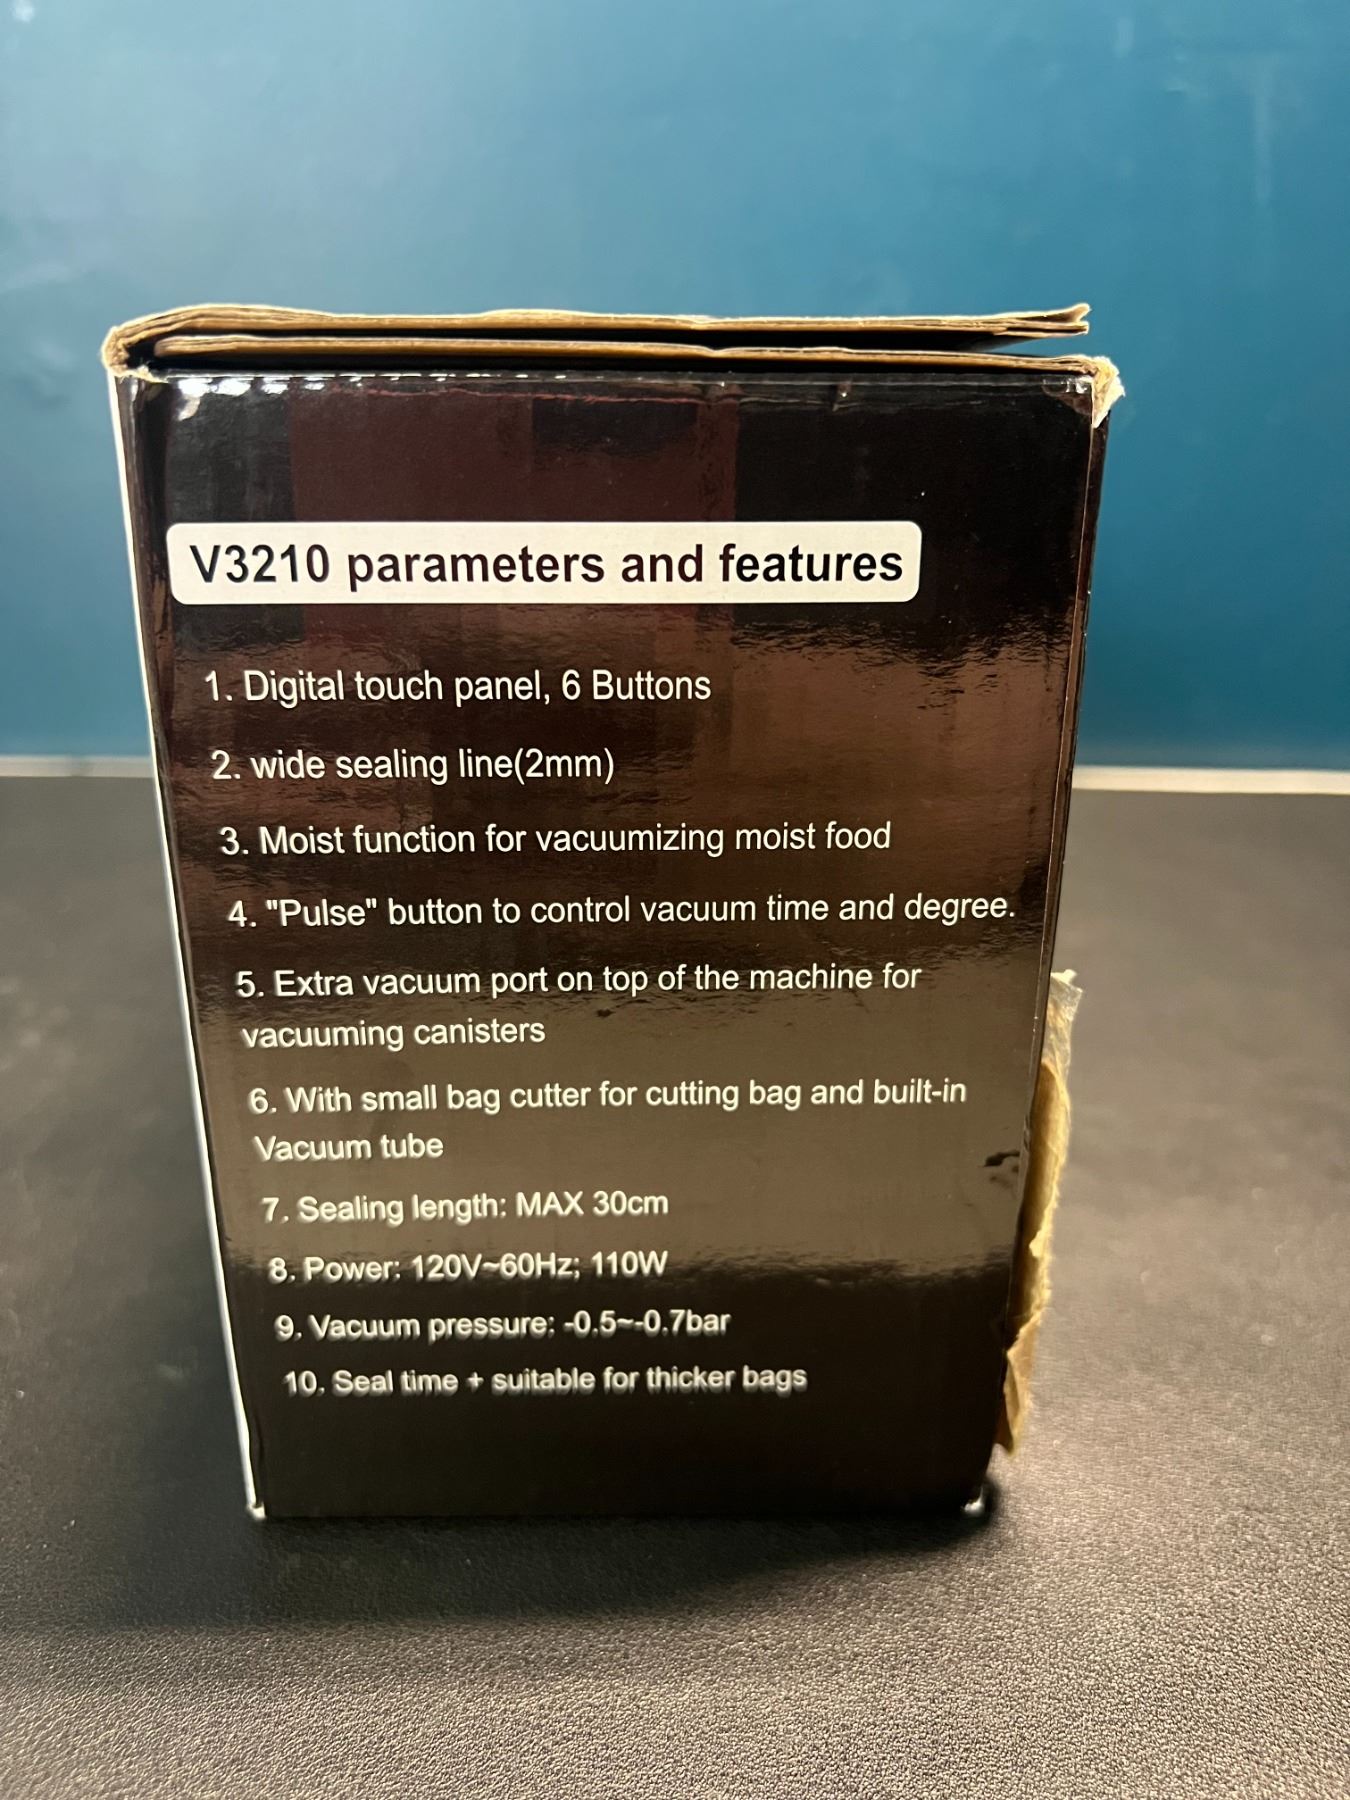 V3210 parameters and features
1. Digital touch panel, 6 Buttons
2. wide sealing line(2mm)
3. Moist function for vacuumizing moist food
4. "Pulse" button to control vacuum time and degree.
5. Extra vacuum port on top of the machine for
vacuuming canisters
6. With small bag cutter for cutting bag and built-in
Vacuum tube
7. Sealing length: MAX 30cm
8. Power: 120V~60Hz; 110W
9. Vacuum pressure: -0.5~-0.7bar
10. Seal time + suitable for thicker bags